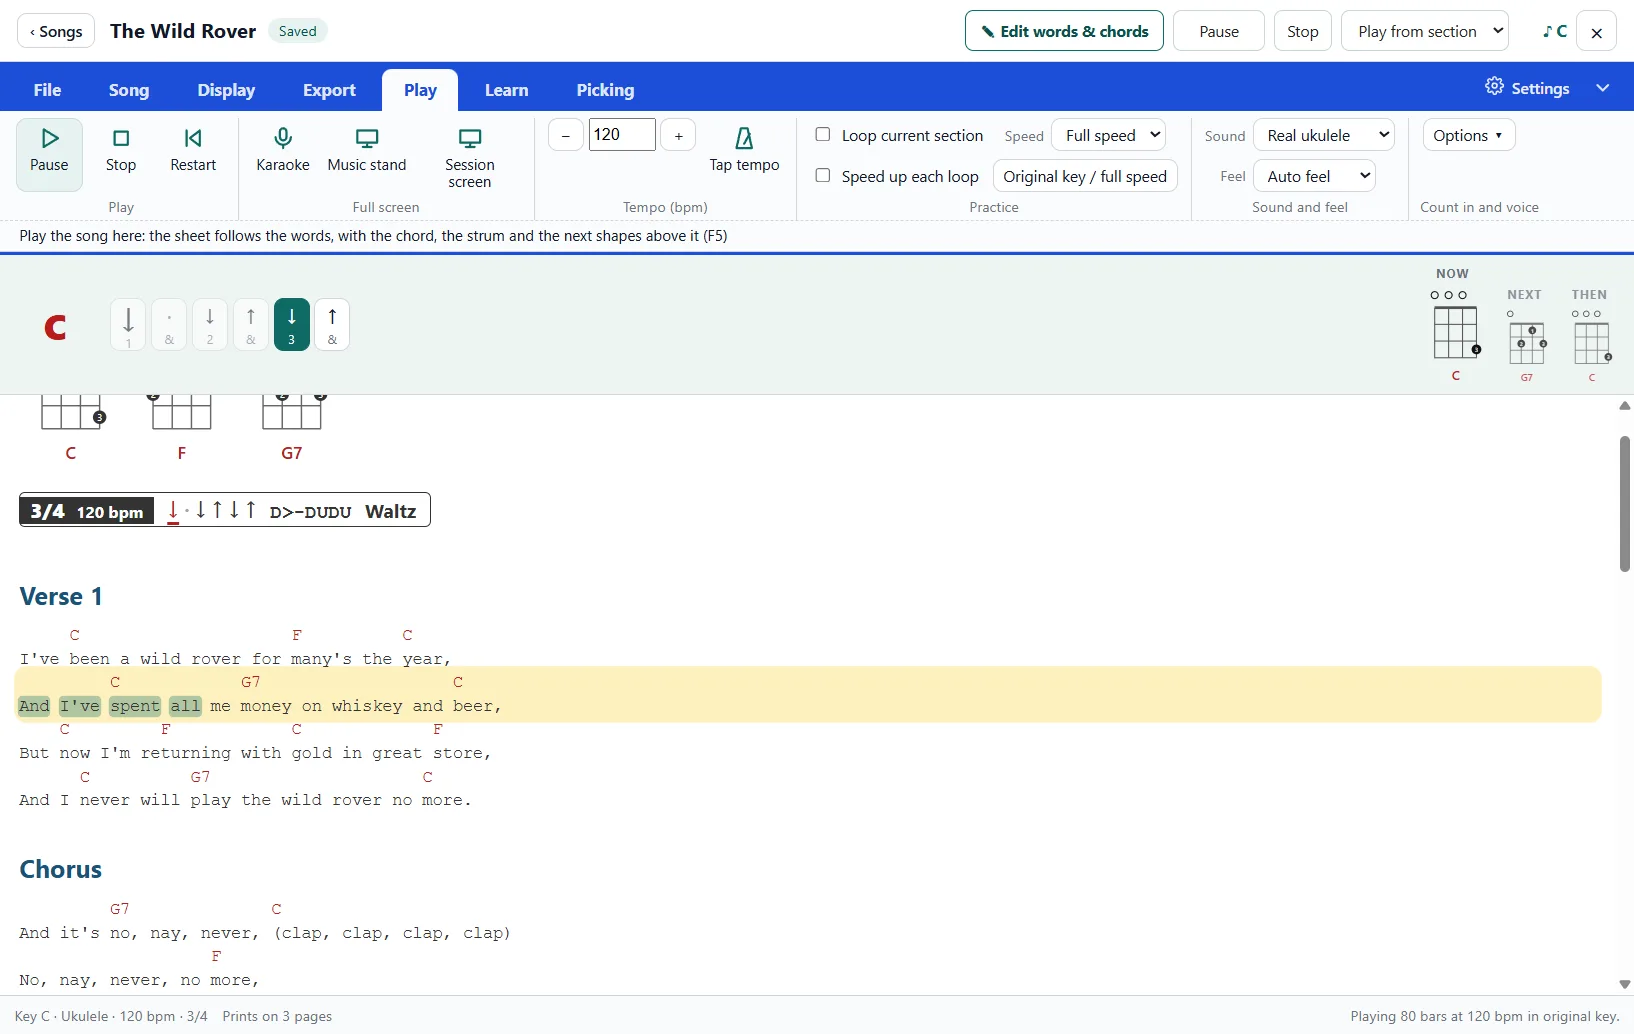 ‹ Songs The Wild Rover Saved Edit words & chords Pause Stop Play from section ♪ C ×
File Song Display Export Play Learn Picking Settings
Pause Stop Restart Karaoke Music stand Session screen − 120 + Tap tempo
Loop current section Speed Full speed Sound Real ukulele Options ▾
Speed up each loop Original key / full speed Feel Auto feel
Play Full screen Tempo (bpm) Practice Sound and feel Count in and voice
Play the song here: the sheet follows the words, with the chord, the strum and the next shapes above it (F5)
NOW NEXT THEN
C ↓ · ↓ ↑ ↓ ↑
1 & 2 & 3 &
C G7 C
C F G7
3/4 120 bpm ↓·↓↑↓↑ D>-DUDU Waltz
Verse 1
C F C
I've been a wild rover for many's the year,
C G7 C
And I've spent all me money on whiskey and beer,
C F C F
But now I'm returning with gold in great store,
C G7 C
And I never will play the wild rover no more.
Chorus
G7 C
And it's no, nay, never, (clap, clap, clap, clap)
F
No, nay, never, no more,
Key C · Ukulele · 120 bpm · 3/4 Prints on 3 pages Playing 80 bars at 120 bpm in original key.